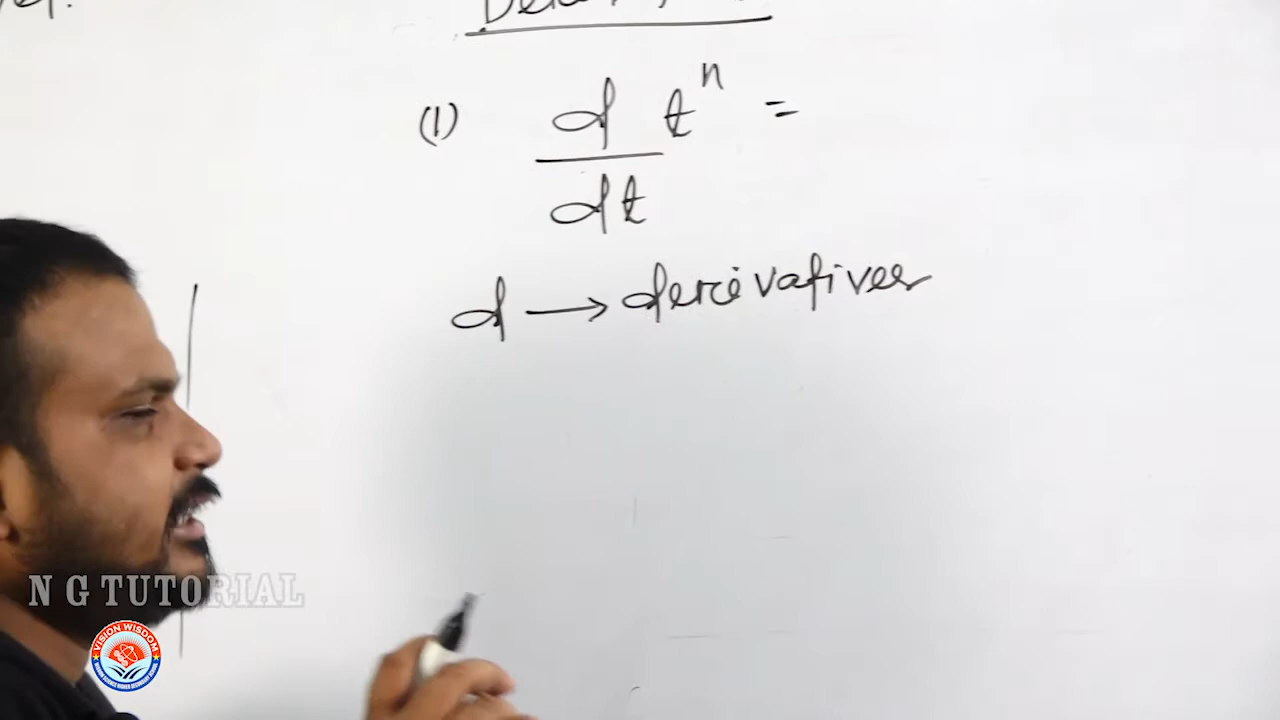 (1) d/dt t^n =
d → derivatives
N G TUTORIAL
VISION WISDOM